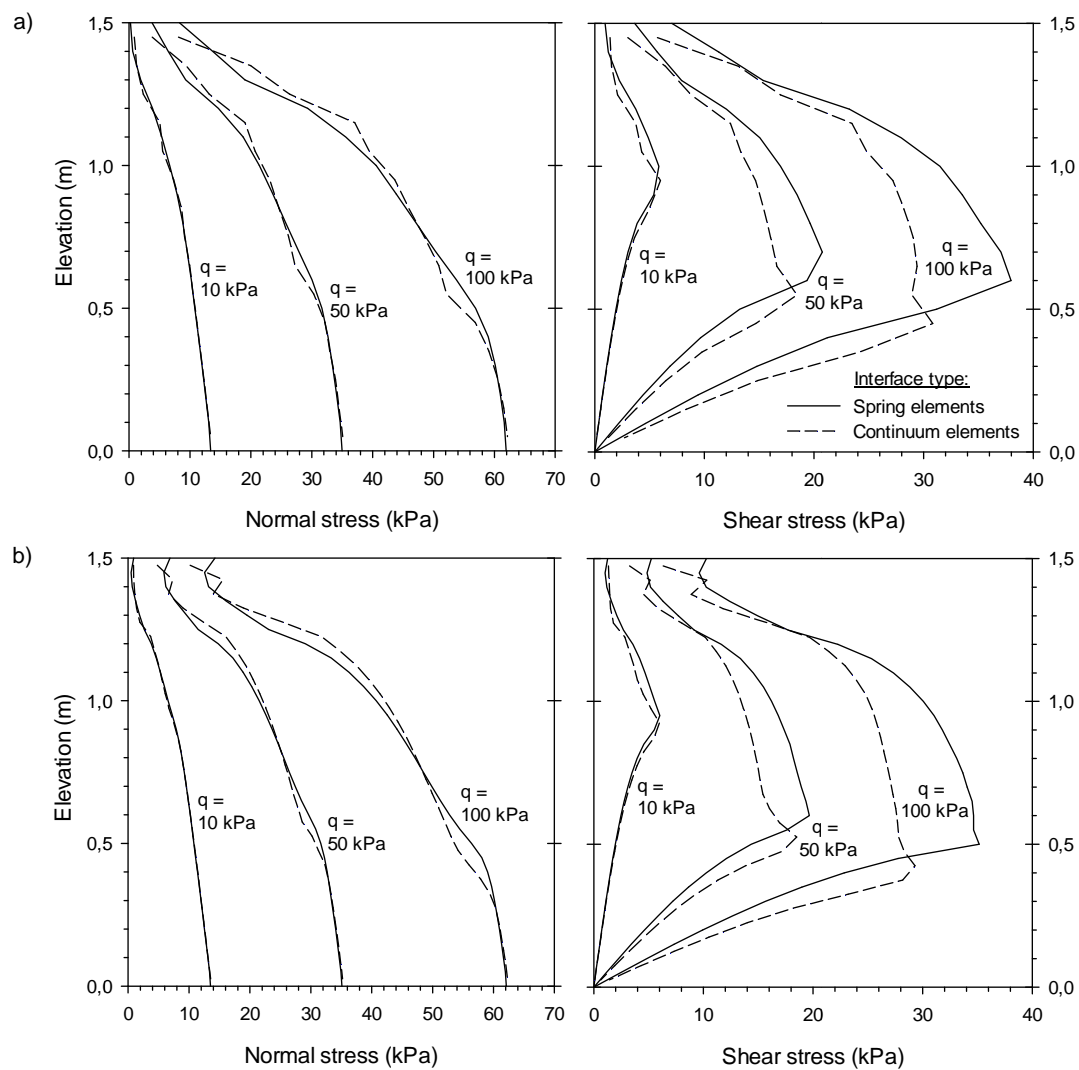 a)
1,5
1,0
0,5
0,0
Elevation (m)
q =
10 kPa
q =
50 kPa
q =
100 kPa
0 10 20 30 40 50 60 70
Normal stress (kPa)
q =
10 kPa
q =
50 kPa
q =
100 kPa
Interface type:
Spring elements
Continuum elements
1,5
1,0
0,5
0,0
0 10 20 30 40
Shear stress (kPa)
b)
1,5
1,0
0,5
0,0
Elevation (m)
q =
10 kPa
q =
50 kPa
q =
100 kPa
0 10 20 30 40 50 60 70
Normal stress (kPa)
q =
10 kPa
q =
50 kPa
q =
100 kPa
1,5
1,0
0,5
0,0
0 10 20 30 40
Shear stress (kPa)